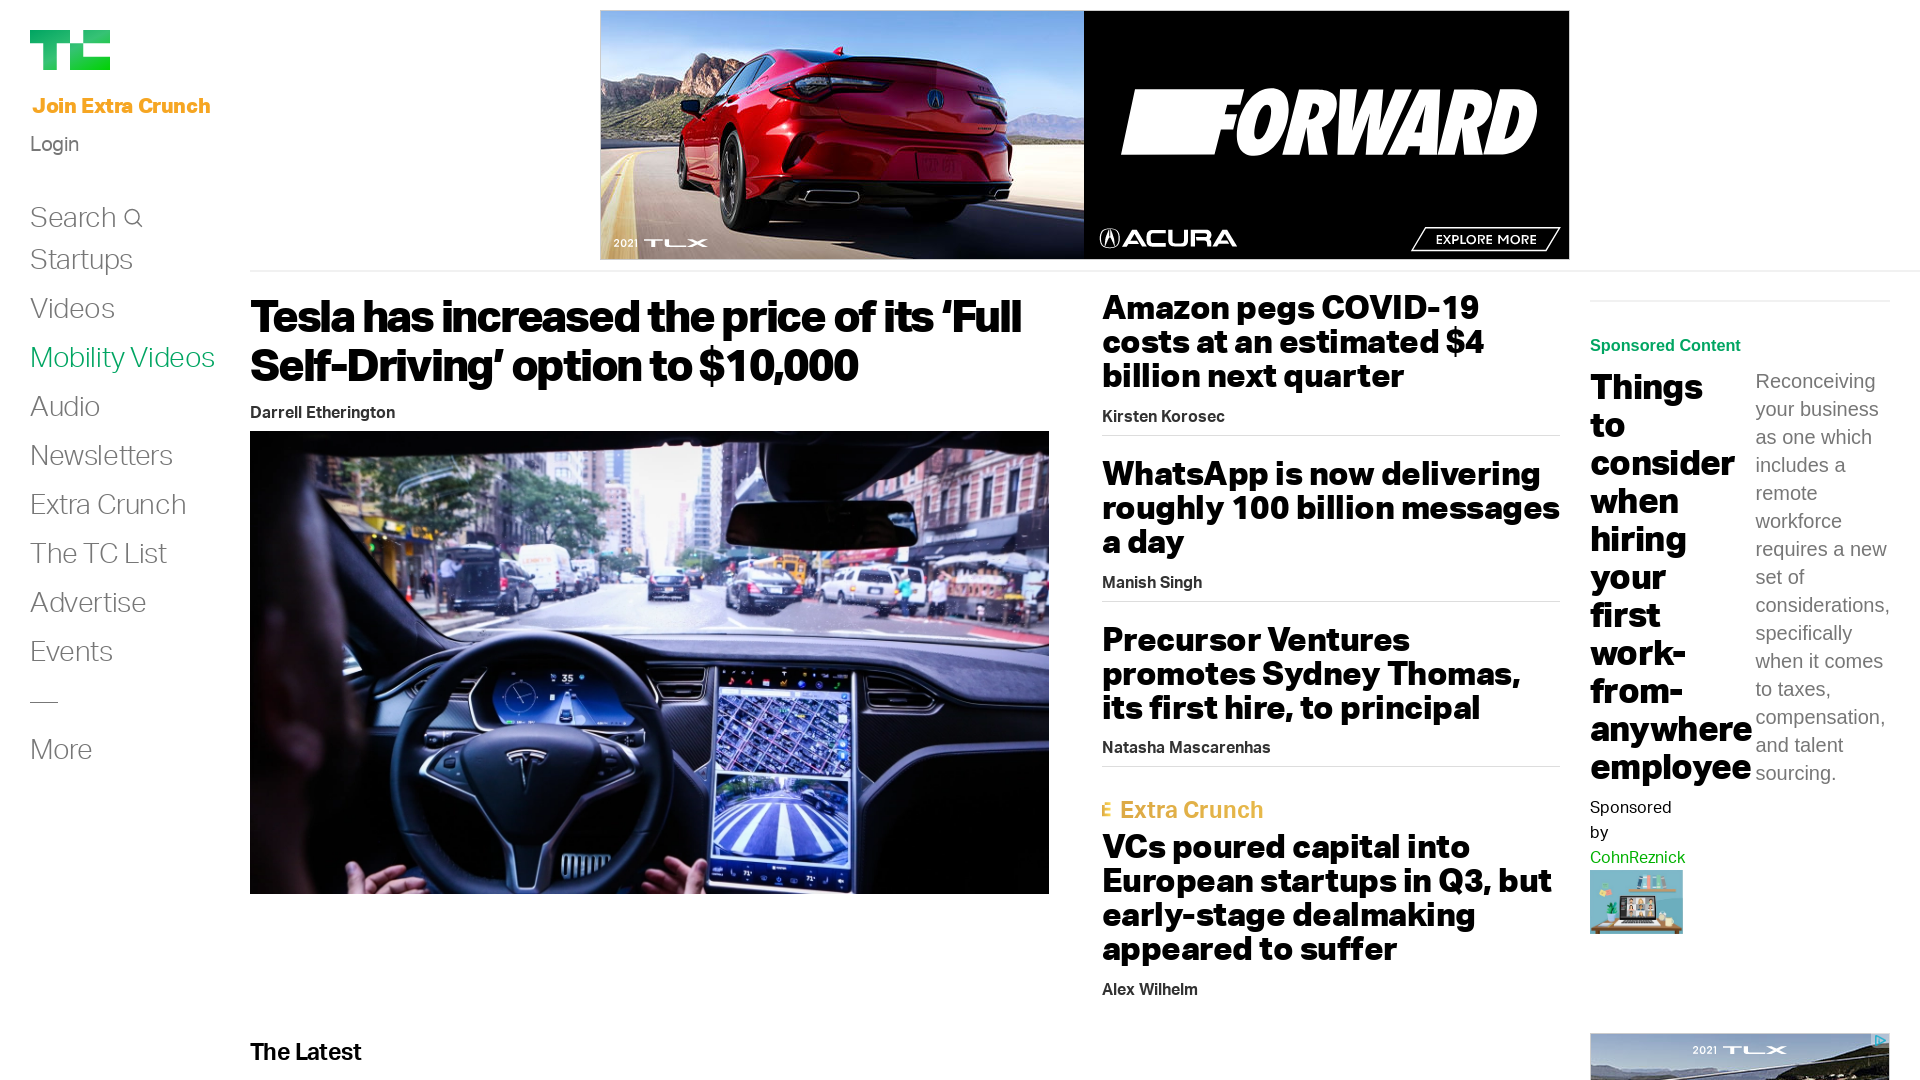 TC
Join Extra Crunch
Login
Search
Startups
Videos
Mobility Videos
Audio
Newsletters
Extra Crunch
The TC List
Advertise
Events
More
2021 TLX
FORWARD
ACURA
EXPLORE MORE
Tesla has increased the price of its ‘Full
Self-Driving’ option to $10,000
Darrell Etherington
35
71°
71°
Amazon pegs COVID-19
costs at an estimated $4
billion next quarter
Kirsten Korosec
WhatsApp is now delivering
roughly 100 billion messages
a day
Manish Singh
Precursor Ventures
promotes Sydney Thomas,
its first hire, to principal
Natasha Mascarenhas
Extra Crunch
VCs poured capital into
European startups in Q3, but
early-stage dealmaking
appeared to suffer
Alex Wilhelm
Sponsored Content
Things
to
consider
when
hiring
your
first
work-
from-
anywhere
employee
Reconceiving
your business
as one which
includes a
remote
workforce
requires a new
set of
considerations,
specifically
when it comes
to taxes,
compensation,
and talent
sourcing.
Sponsored
by
CohnReznick
The Latest
2021 TLX